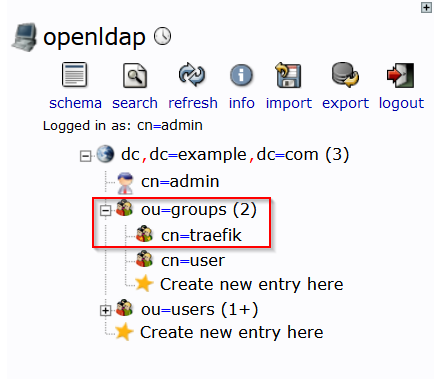 openldap
schema search refresh info import export logout
Logged in as: cn=admin
dc,dc=example,dc=com (3)
cn=admin
ou=groups (2)
cn=traefik
cn=user
Create new entry here
ou=users (1+)
Create new entry here